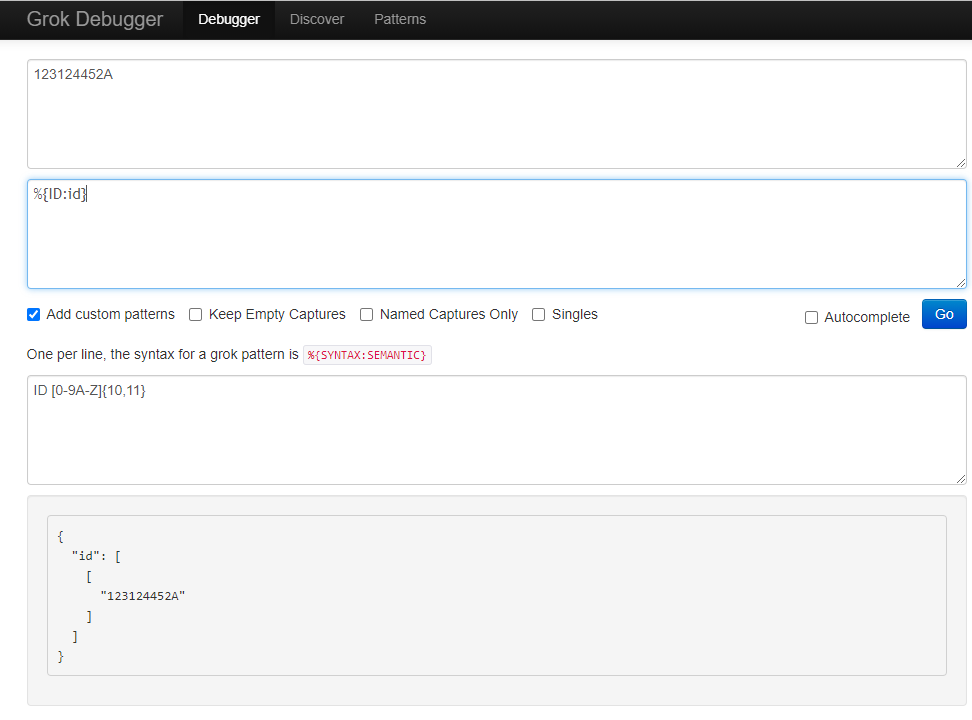 Grok Debugger Debugger Discover Patterns
123124452A
%{ID:id}
Add custom patterns Keep Empty Captures Named Captures Only Singles Autocomplete Go
One per line, the syntax for a grok pattern is %{SYNTAX:SEMANTIC}
ID [0-9A-Z]{10,11}
{
"id": [
[
"123124452A"
]
]
}